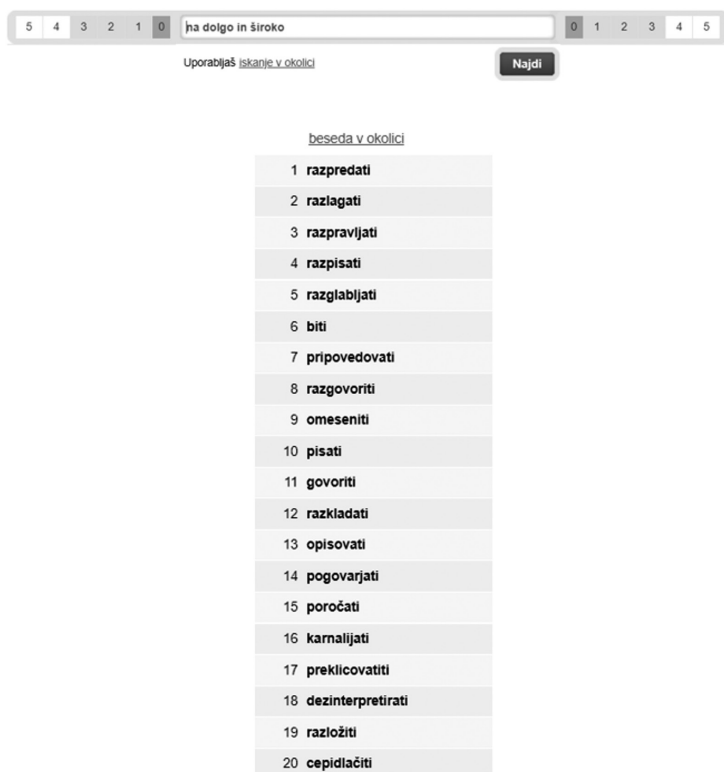 5 4 3 2 1 0 na dolgo in široko 0 1 2 3 4 5
Uporabljaš iskanje v okolici Najdi
beseda v okolici
1 razpredati
2 razlagati
3 razpravljati
4 razpisati
5 razglabljati
6 biti
7 pripovedovati
8 razgovoriti
9 omeseniti
10 pisati
11 govoriti
12 razkladati
13 opisovati
14 pogovarjati
15 poročati
16 karnalijati
17 preklicovatiti
18 dezinterpretirati
19 razložiti
20 cepidlačiti